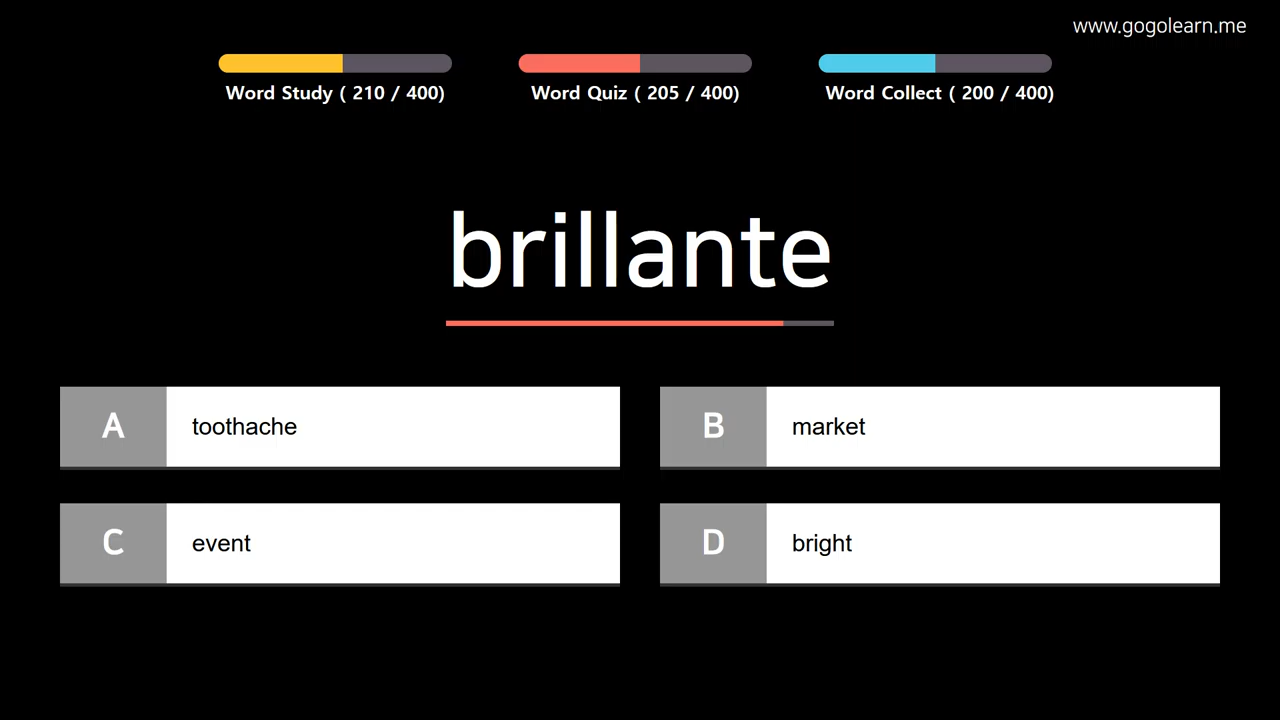 www.gogolearn.me
Word Study ( 210 / 400)
Word Quiz ( 205 / 400)
Word Collect ( 200 / 400)
brillante
A toothache
B market
C event
D bright